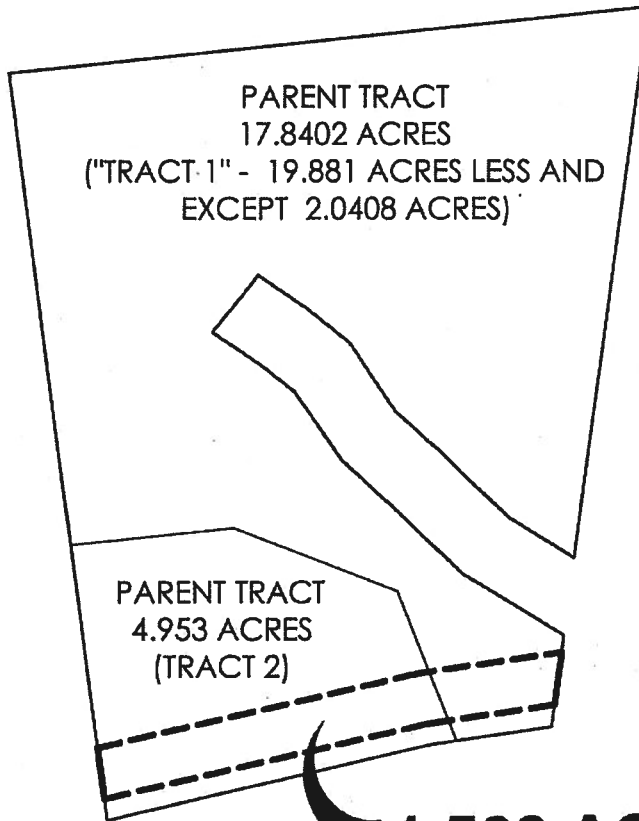 PARENT TRACT
17.8402 ACRES
("TRACT 1" - 19.881 ACRES LESS AND
EXCEPT 2.0408 ACRES)
PARENT TRACT
4.953 ACRES
(TRACT 2)